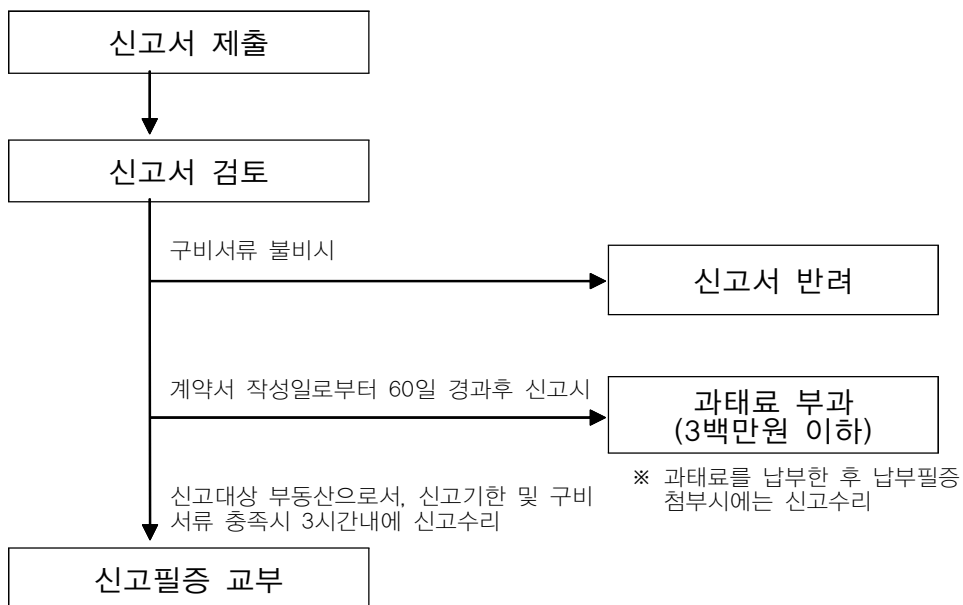 신고서 제출
신고서 검토
구비서류 불비시
신고서 반려
계약서 작성일로부터 60일 경과후 신고시
과태료 부과
(3백만원 이하)
※ 과태료를 납부한 후 납부필증
첨부시에는 신고수리
신고대상 부동산으로서, 신고기한 및 구비
서류 충족시 3시간내에 신고수리
신고필증 교부